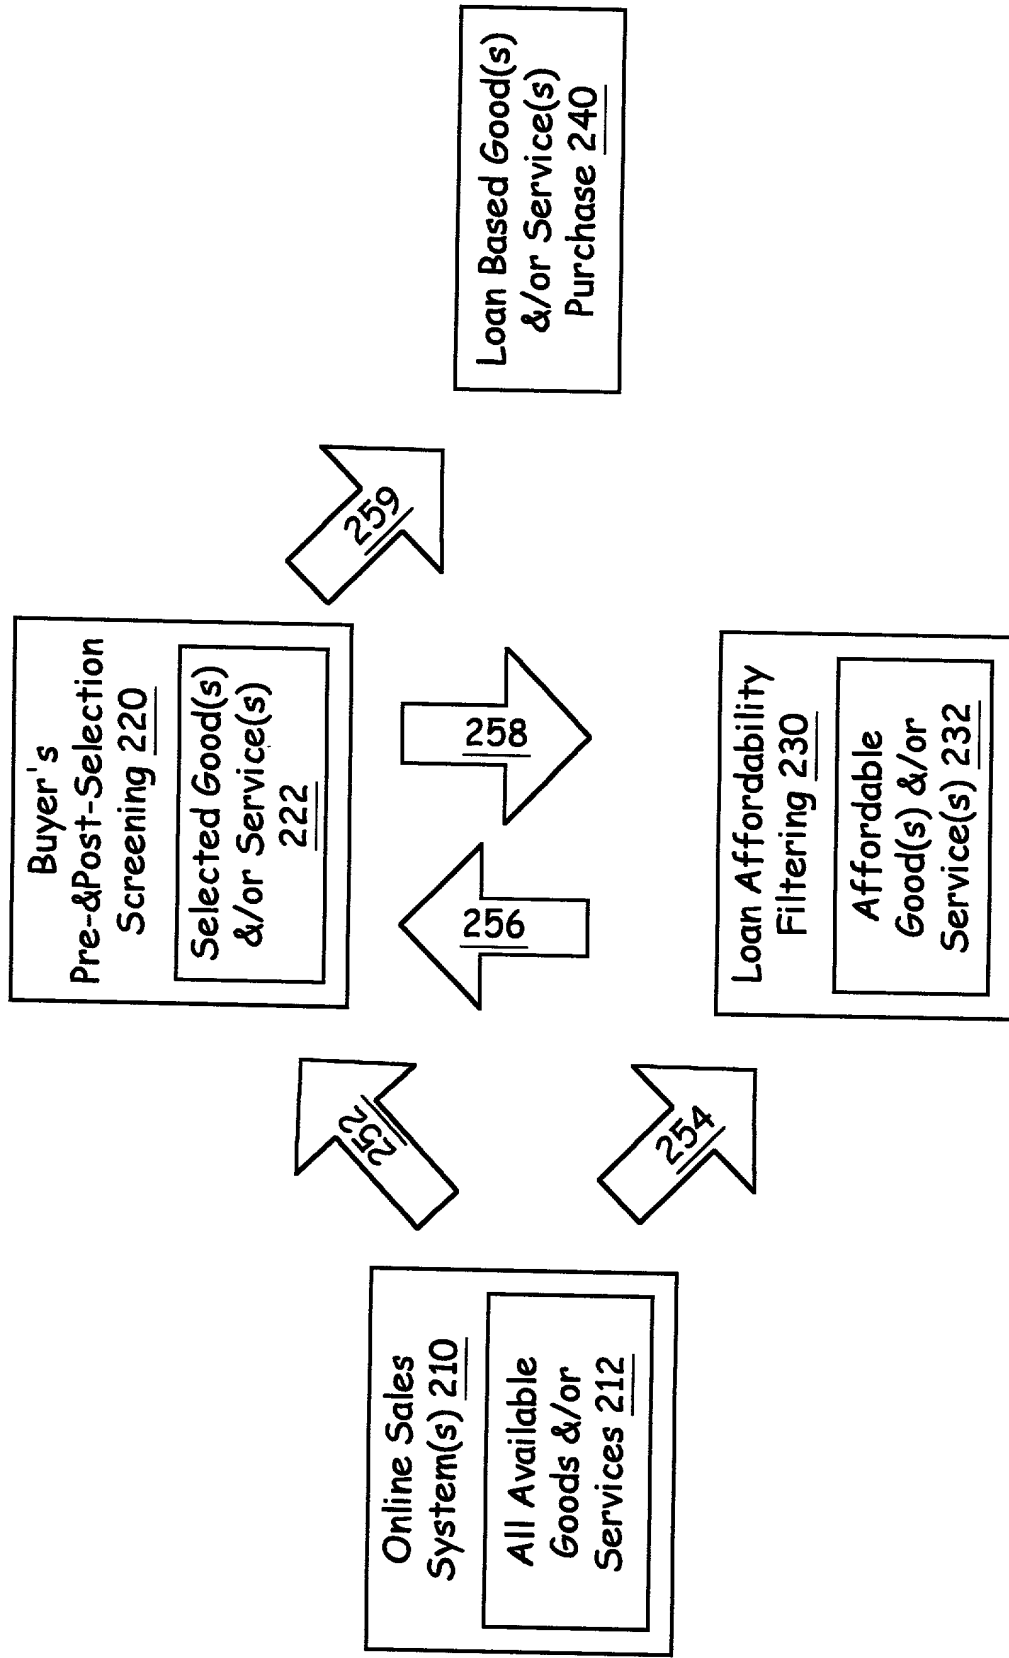 Online Sales
System(s) 210
All Available
Goods &/or
Services 212
252
254
Buyer's
Pre-&Post-Selection
Screening 220
Selected Good(s)
&/or Service(s)
222
256
258
Loan Affordability
Filtering 230
Affordable
Good(s) &/or
Service(s) 232
259
Loan Based Good(s)
&/or Service(s)
Purchase 240